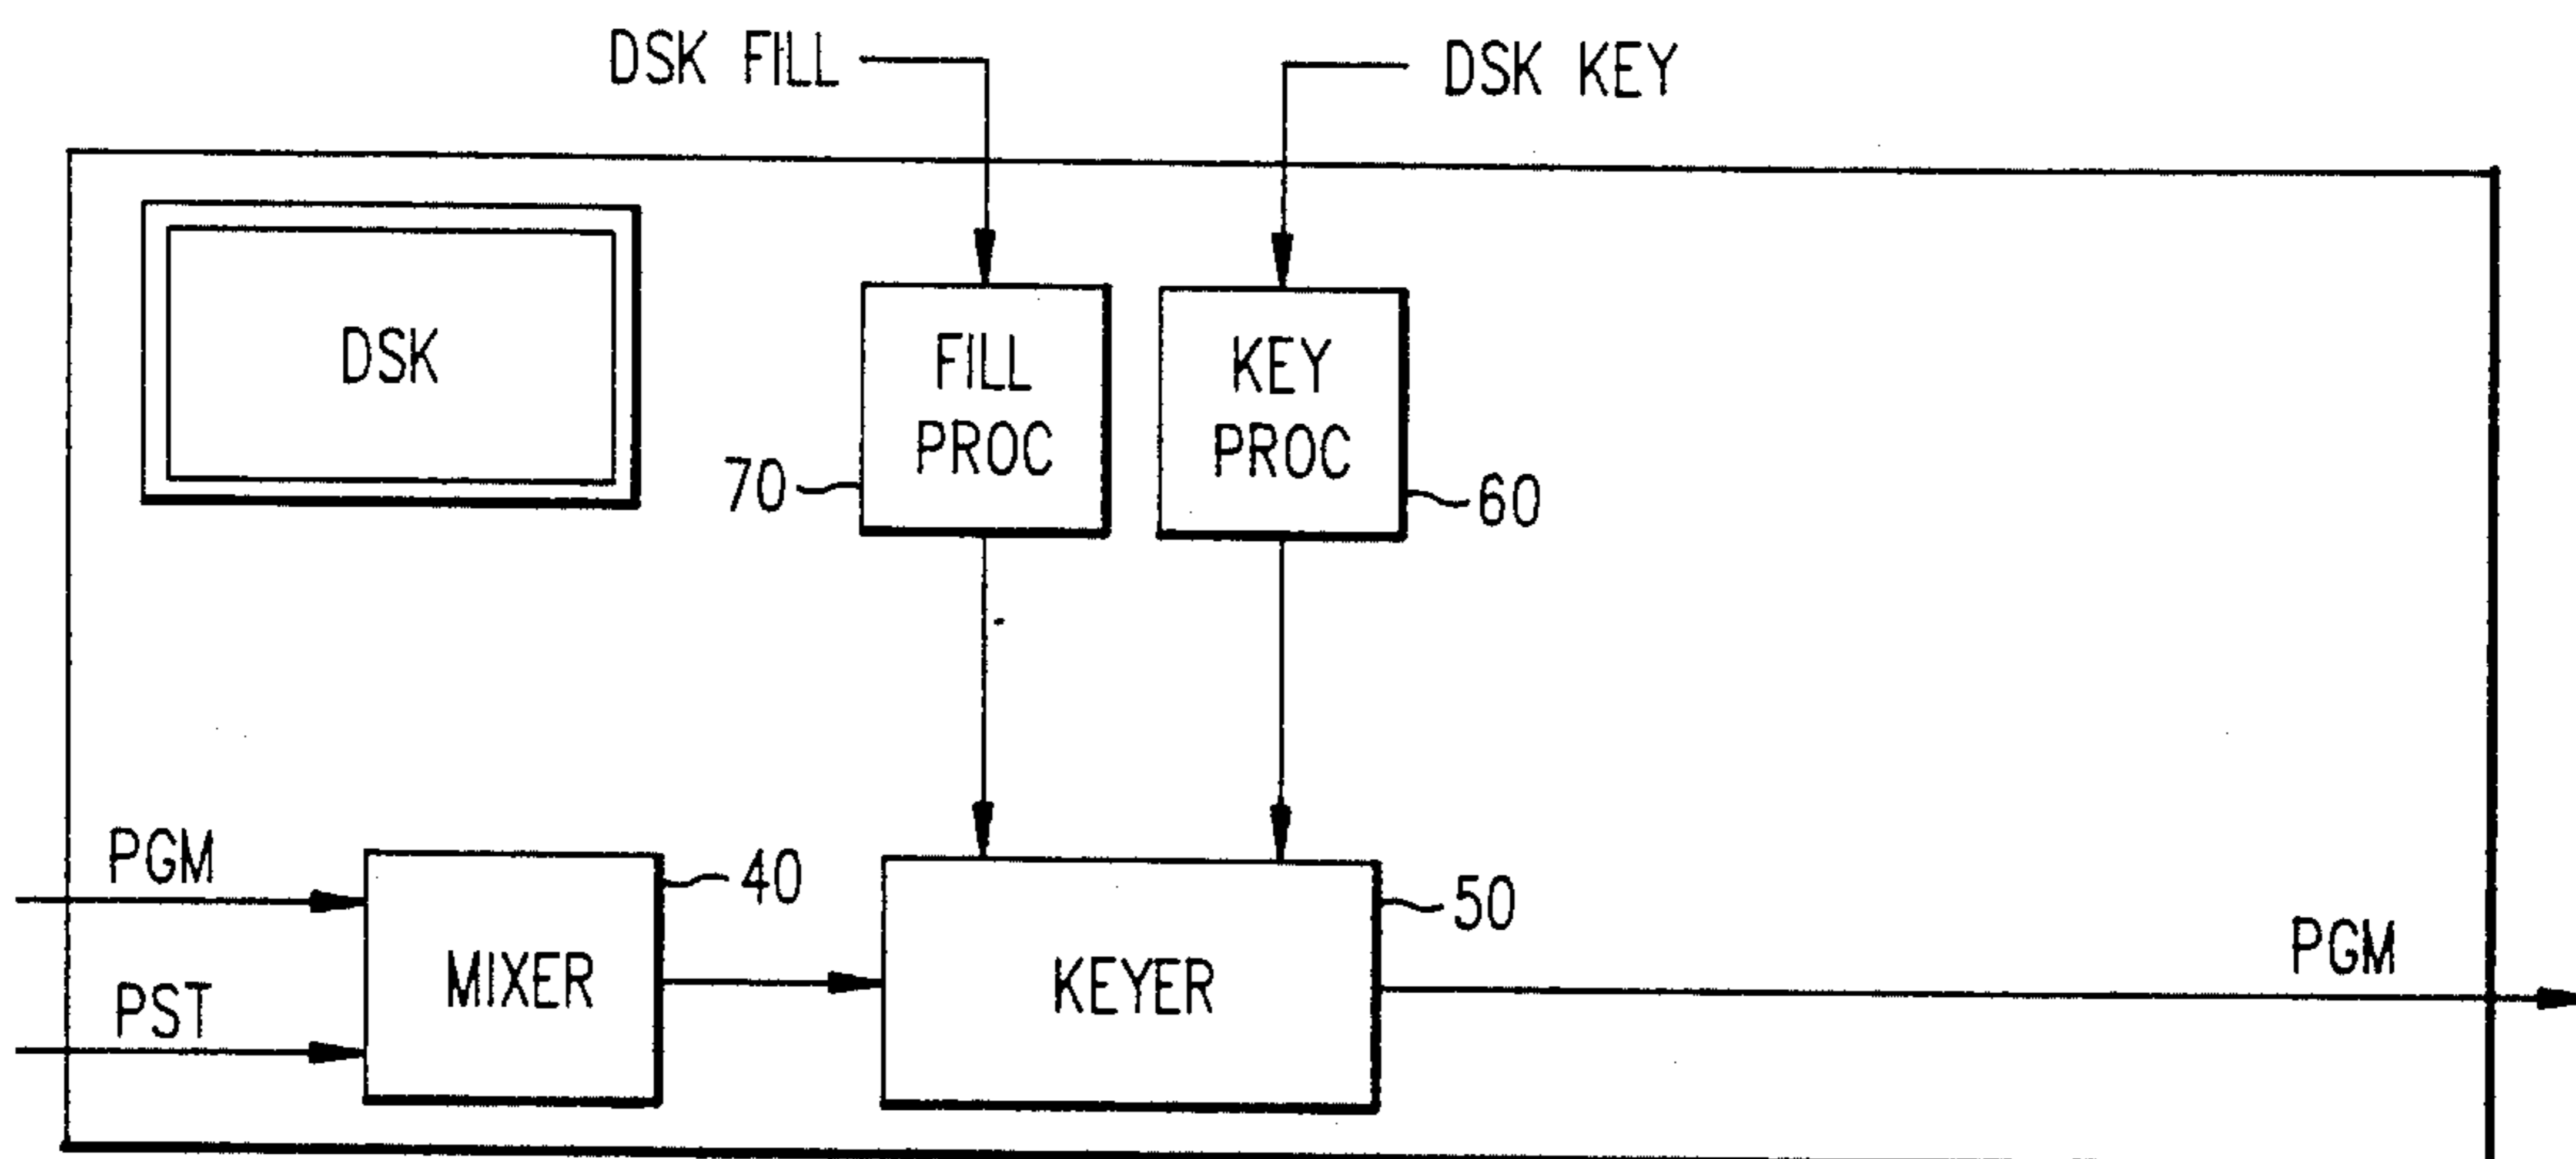 DSK FILL
DSK KEY
DSK
FILL
PROC
KEY
PROC
70
60
PGM
40
50
MIXER
KEYER
PGM
PST